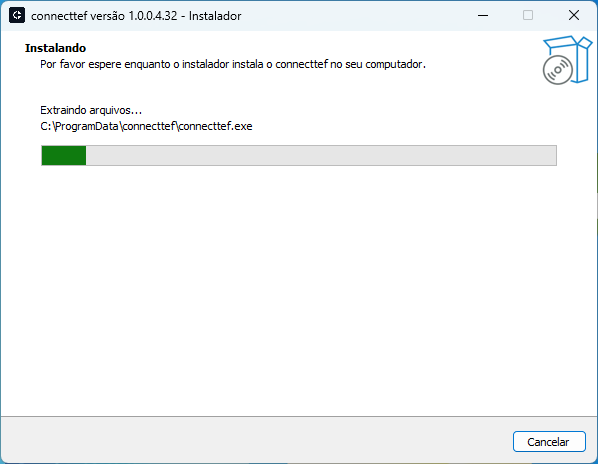 connecttef versão 1.0.0.4.32 - Instalador
Instalando
Por favor espere enquanto o instalador instala o connecttef no seu computador.
Extraindo arquivos...
C:\ProgramData\connecttef\connecttef.exe
Cancelar